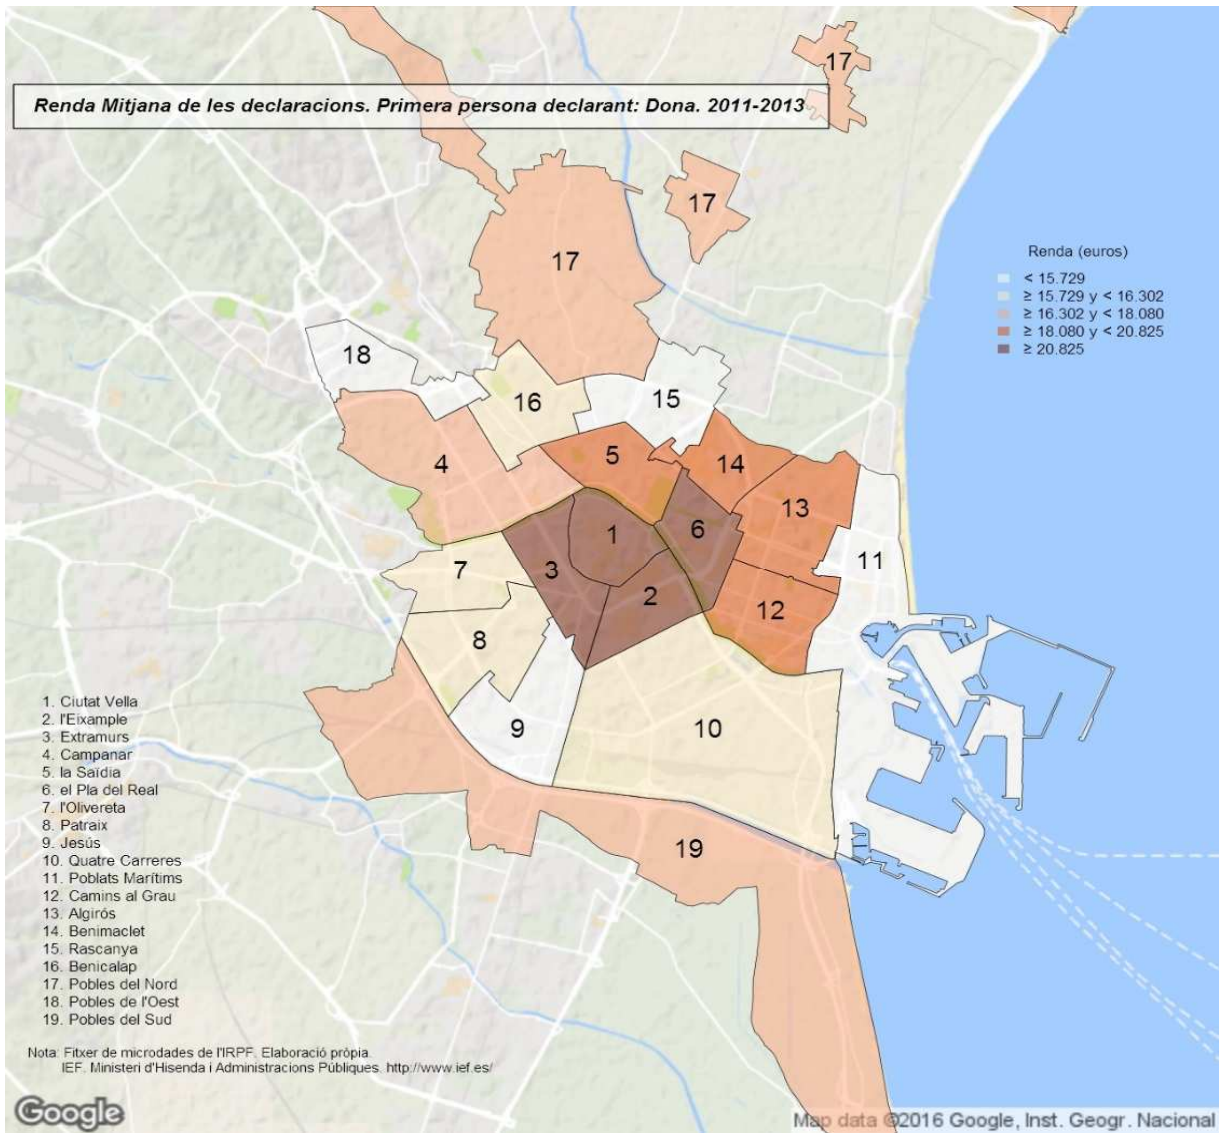 17
Renda Mitjana de les declaracions. Primera persona declarant: Dona. 2011-2013
17
17
Renda (euros)
< 15.729
≥ 15.729 y < 16.302
≥ 16.302 y < 18.080
≥ 18.080 y < 20.825
≥ 20.825
18
16
15
4
5
14
13
1
6
3
11
7
2
12
8
9
10
19
1. Ciutat Vella
2. l'Eixample
3. Extramurs
4. Campanar
5. la Saïdia
6. el Pla del Real
7. l'Olivereta
8. Patraix
9. Jesús
10. Quatre Carreres
11. Poblats Marítims
12. Camins al Grau
13. Algirós
14. Benimaclet
15. Rascanya
16. Benicalap
17. Pobles del Nord
18. Pobles de l'Oest
19. Pobles del Sud
Nota: Fitxer de microdades de l'IRPF. Elaboració pròpia.
IEF. Ministeri d'Hisenda i Administracions Públiques. http://www.ief.es/
Google
Map data ©2016 Google, Inst. Geogr. Nacional